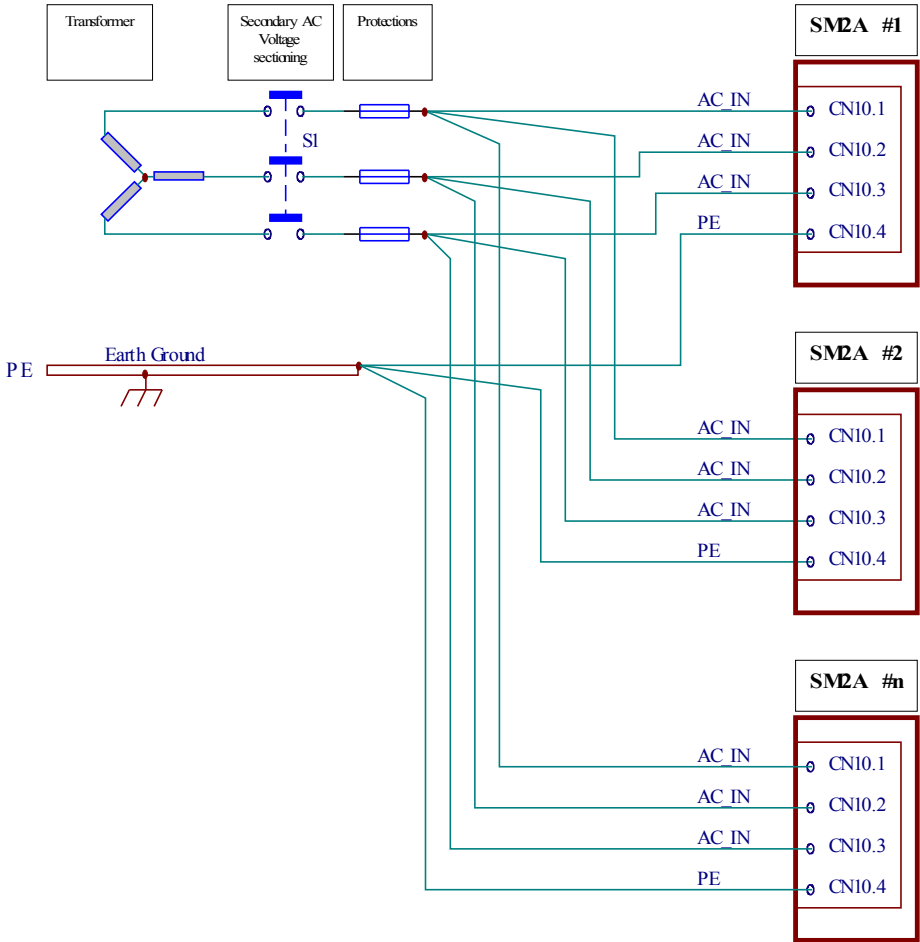 Transformer
Secondary AC
Voltage
sectioning
Protections
SM2A #1
S1
AC_IN
CN10.1
AC_IN
CN10.2
AC_IN
CN10.3
PE
CN10.4
PE
Earth Ground
SM2A #2
AC_IN
CN10.1
AC_IN
CN10.2
AC_IN
CN10.3
PE
CN10.4
SM2A #n
AC_IN
CN10.1
AC_IN
CN10.2
AC_IN
CN10.3
PE
CN10.4